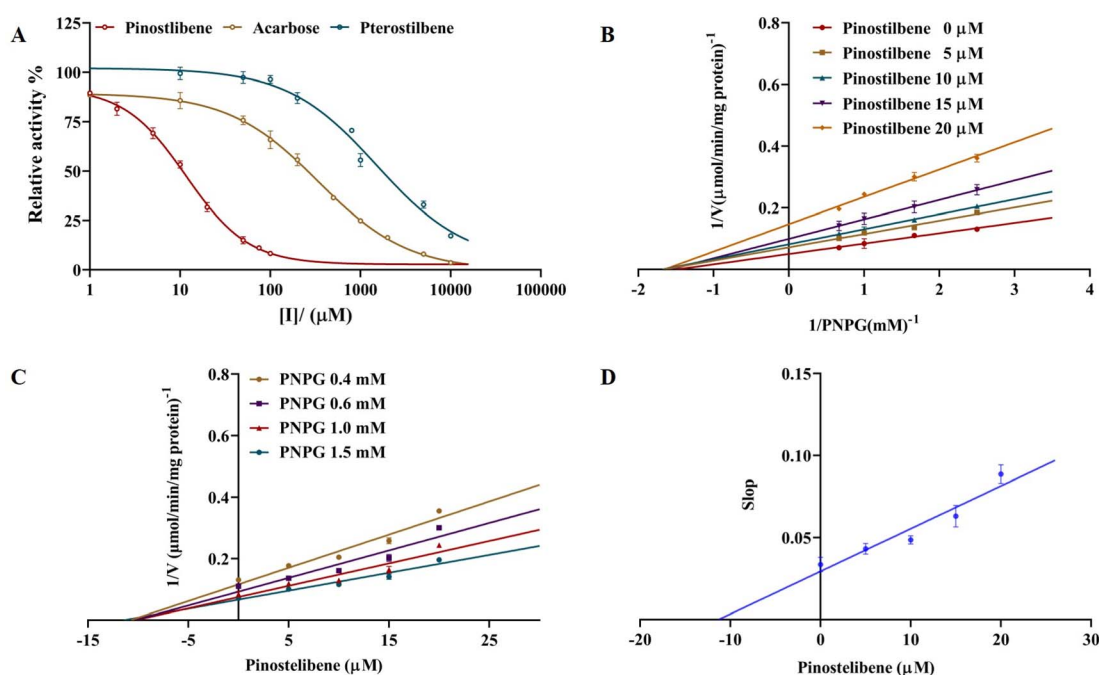 A
Pinostlibene Acarbose Pterostilbene
Relative activity %
125
100
75
50
25
0
1 10 100 1000 10000 100000
[I]/ (μM)
B
Pinostilbene 0 μM
Pinostilbene 5 μM
Pinostilbene 10 μM
Pinostilbene 15 μM
Pinostilbene 20 μM
1/V(μmol/min/mg protein)-1
0.8
0.6
0.4
0.2
-2 -1 0 1 2 3 4
1/PNPG(mM)-1
C
PNPG 0.4 mM
PNPG 0.6 mM
PNPG 1.0 mM
PNPG 1.5 mM
1/V (μmol/min/mg protein)-1
0.8
0.6
0.4
0.2
-15 -5 5 15 25
Pinostelibene (μM)
D
Slop
0.15
0.10
0.05
-20 -10 0 10 20 30
Pinostelibene (μM)